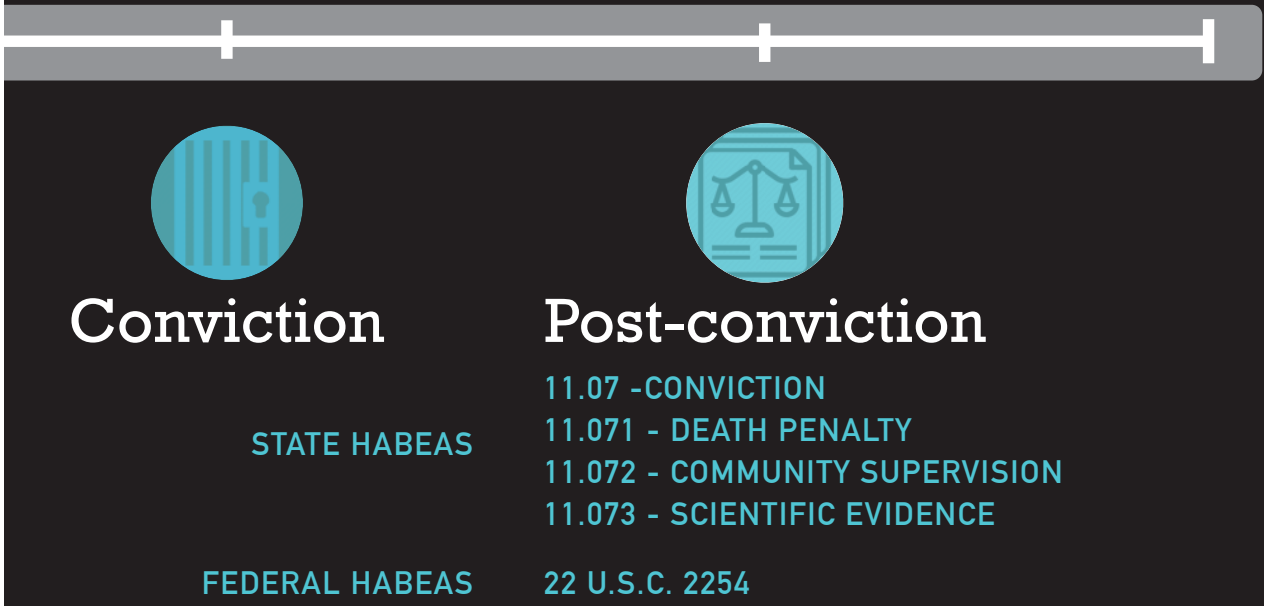 Conviction
Post-conviction
STATE HABEAS
11.07 -CONVICTION
11.071 - DEATH PENALTY
11.072 - COMMUNITY SUPERVISION
11.073 - SCIENTIFIC EVIDENCE
FEDERAL HABEAS
22 U.S.C. 2254